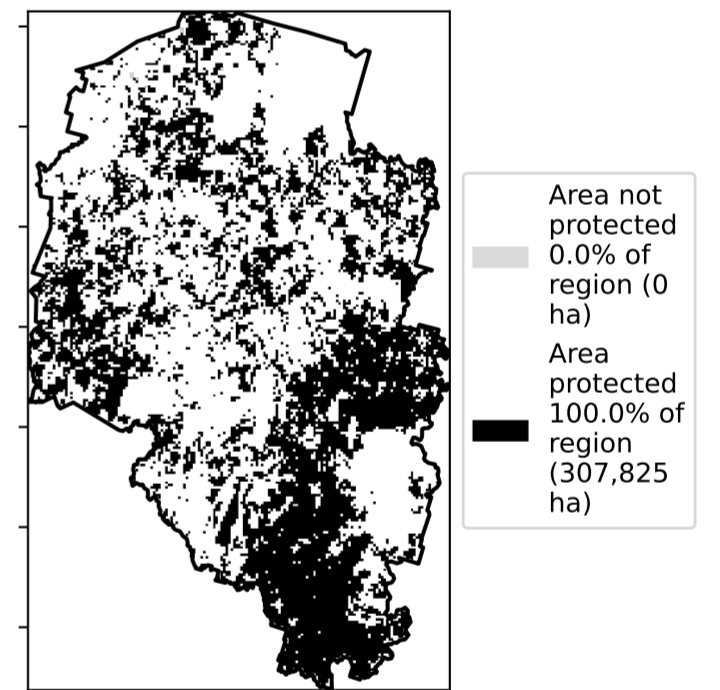 Area not
protected
0.0% of
region (0
ha)
Area
protected
100.0% of
region
(307,825
ha)